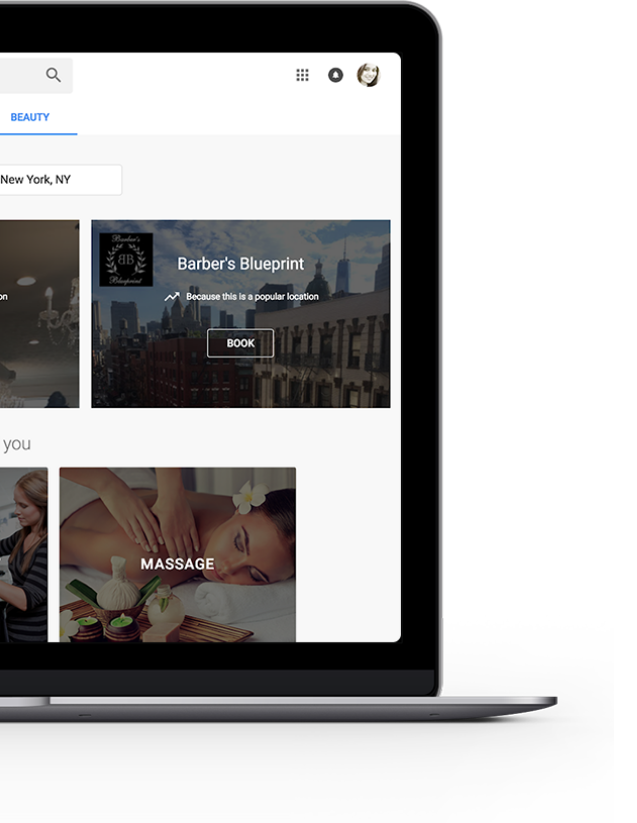 BEAUTY
New York, NY
Barber's
BB
Blueprint
Barber's Blueprint
on
Because this is a popular location
BOOK
you
MASSAGE